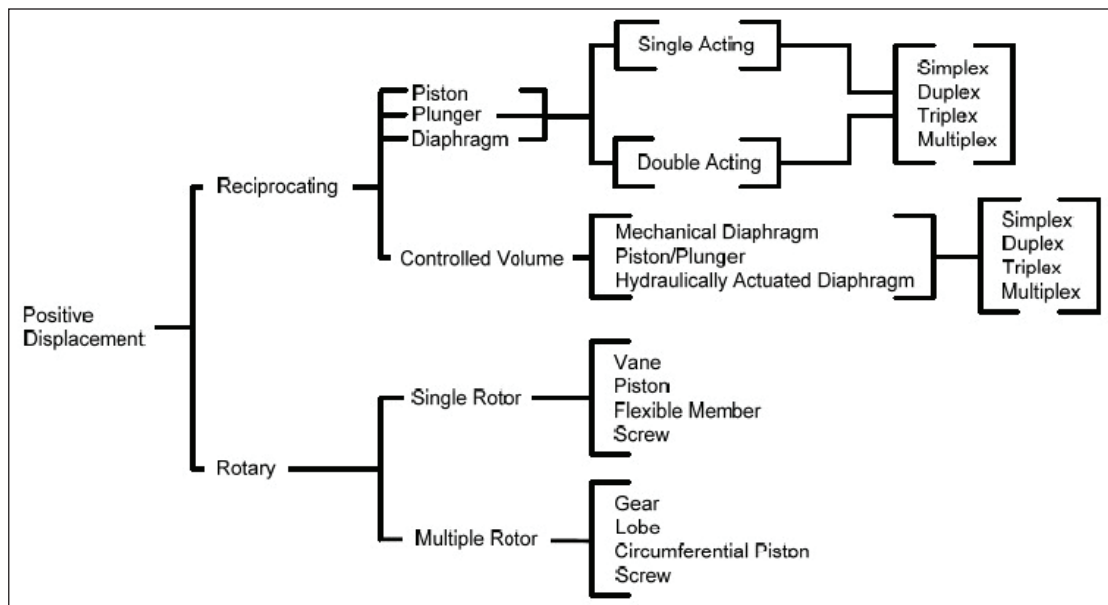 Positive
Displacement
Reciprocating
Piston
Plunger
Diaphragm
Single Acting
Double Acting
Simplex
Duplex
Triplex
Multiplex
Controlled Volume
Mechanical Diaphragm
Piston/Plunger
Hydraulically Actuated Diaphragm
Simplex
Duplex
Triplex
Multiplex
Rotary
Single Rotor
Vane
Piston
Flexible Member
Screw
Multiple Rotor
Gear
Lobe
Circumferential Piston
Screw